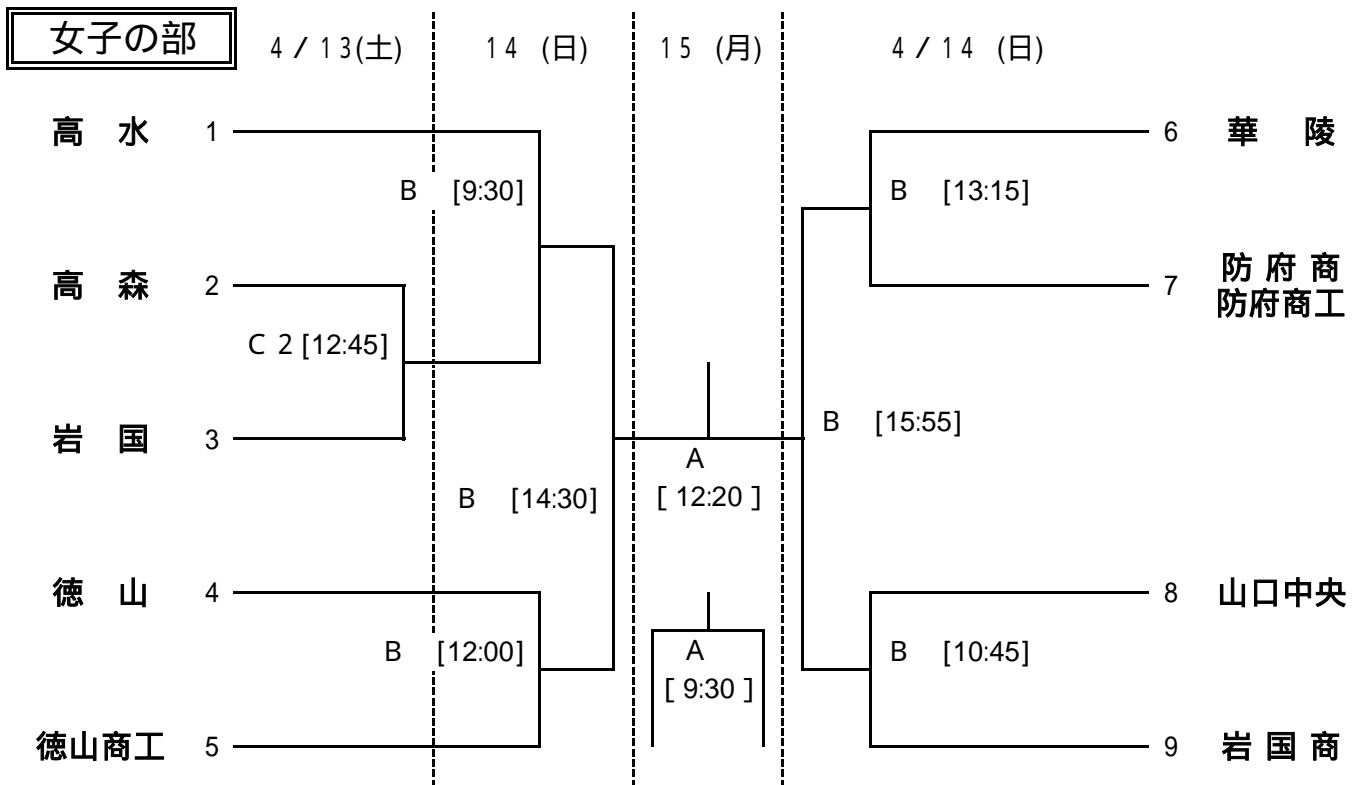 女子の部 4/13(土) 14 (日) 15 (月) 4/14 (日)
高 水 1
6 華 陵
B [9:30]
B [13:15]
高 森 2
7 防府商
防府商工
C 2 [12:45]
B [15:55]
岩 国 3
A
[ 12:20 ]
B [14:30]
徳 山 4
8 山口中央
B [12:00]
A
[ 9:30 ]
B [10:45]
徳山商工 5
9 岩国商